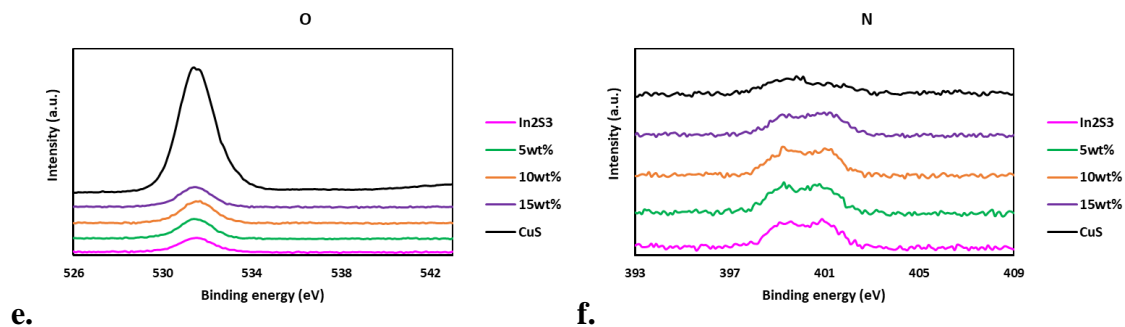 O
Intensity (a.u.)
526 530 534 538 542
Binding energy (eV)
In2S3
5wt%
10wt%
15wt%
CuS
e.
N
Intensity (a.u.)
393 397 401 405 409
Binding energy (eV)
In2S3
5wt%
10wt%
15wt%
CuS
f.